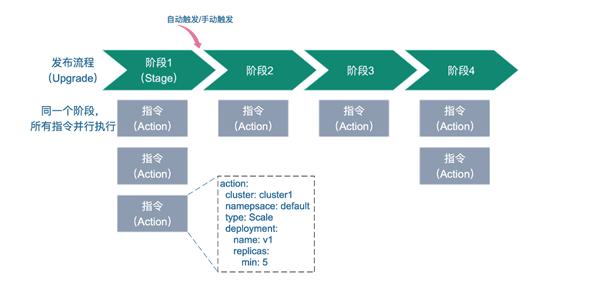 自动触发/手动触发
发布流程
（Upgrade）
阶段1
（Stage）
阶段2
阶段3
阶段4
同一个阶段，
所有指令并行执行
指令
（Action）
指令
（Action）
指令
（Action）
指令
（Action）
指令
（Action）
指令
（Action）
指令
（Action）
action:
cluster: cluster1
namepsace: default
type: Scale
deployment:
name: v1
replicas:
min: 5